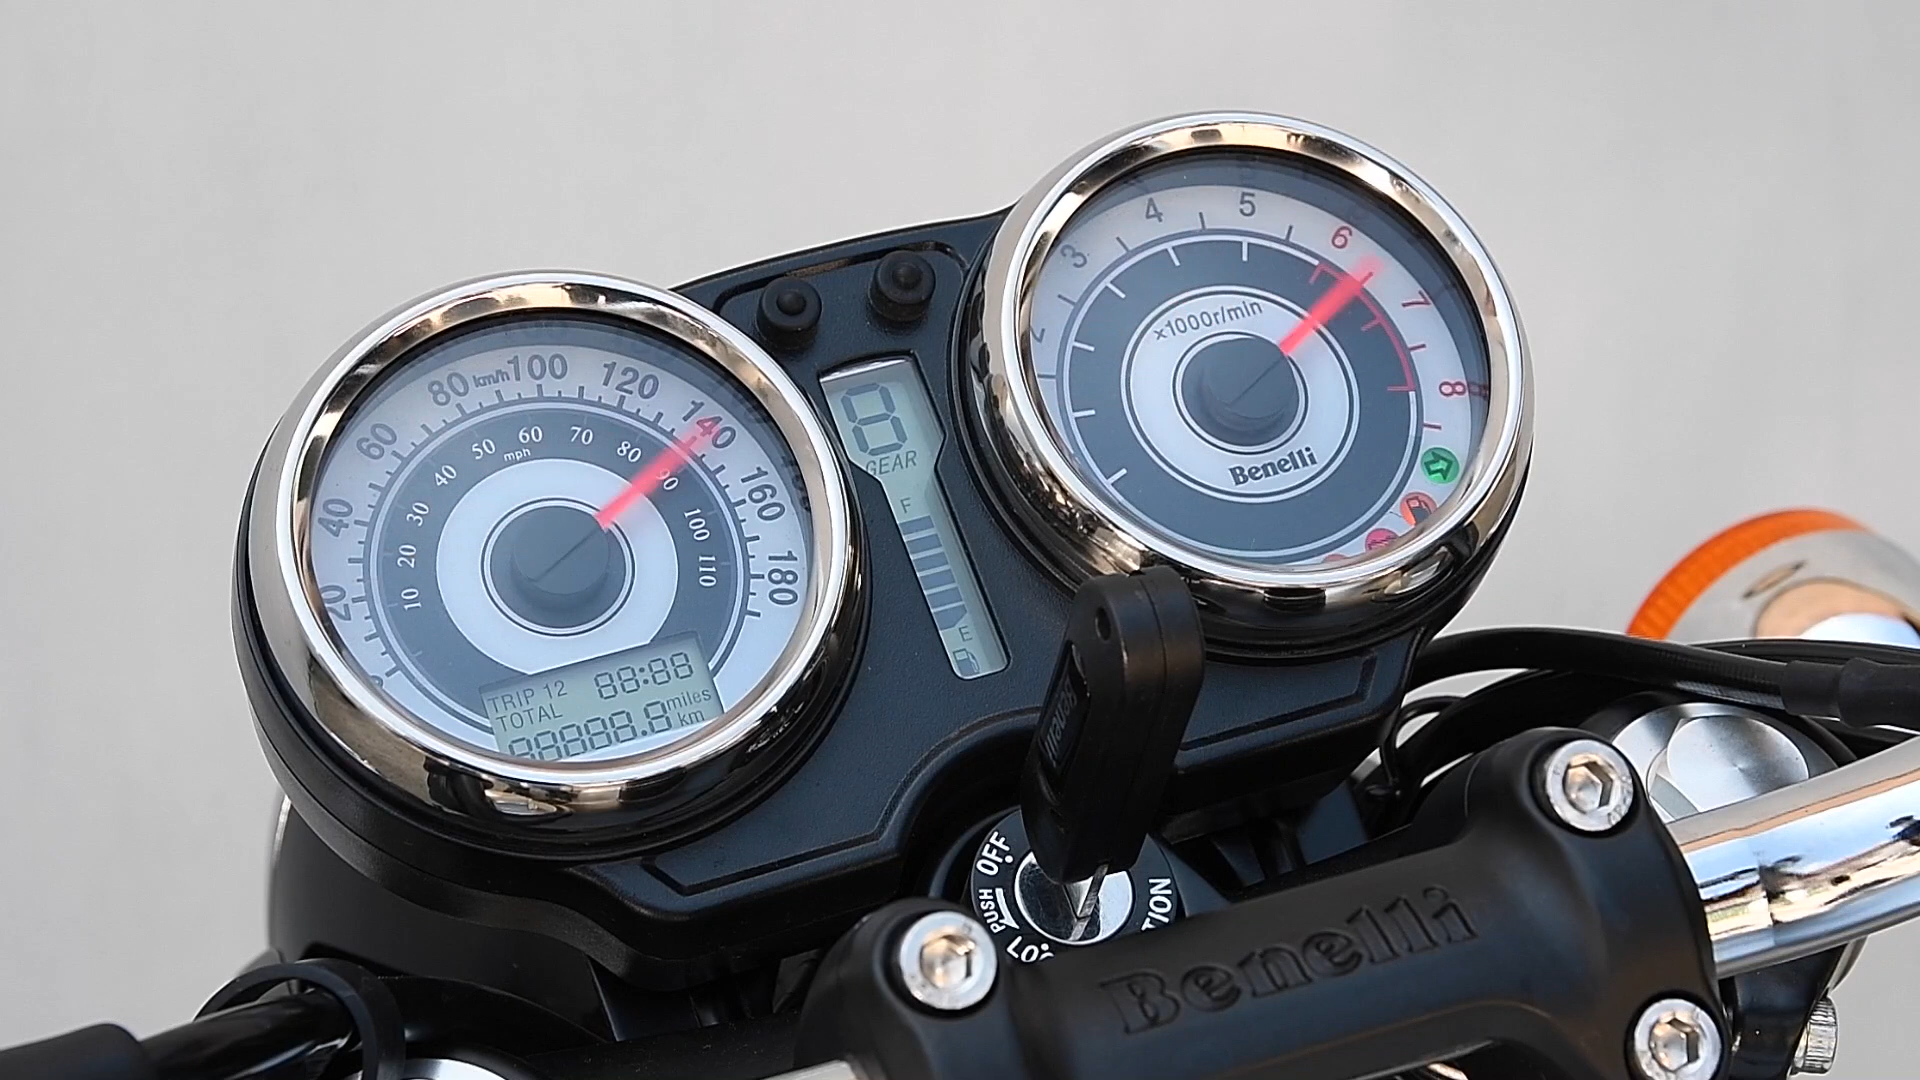 20
40
60
80
km/h
100
120
140
160
180
10
20
30
40
50
60
70
80
90
100
110
mph
TRIP 12
88:88
TOTAL
88888.8
miles
km
8
GEAR
F
E
2
3
4
5
6
7
8
x1000r/min
Benelli
Benelli
OFF
PUSH
Benelli